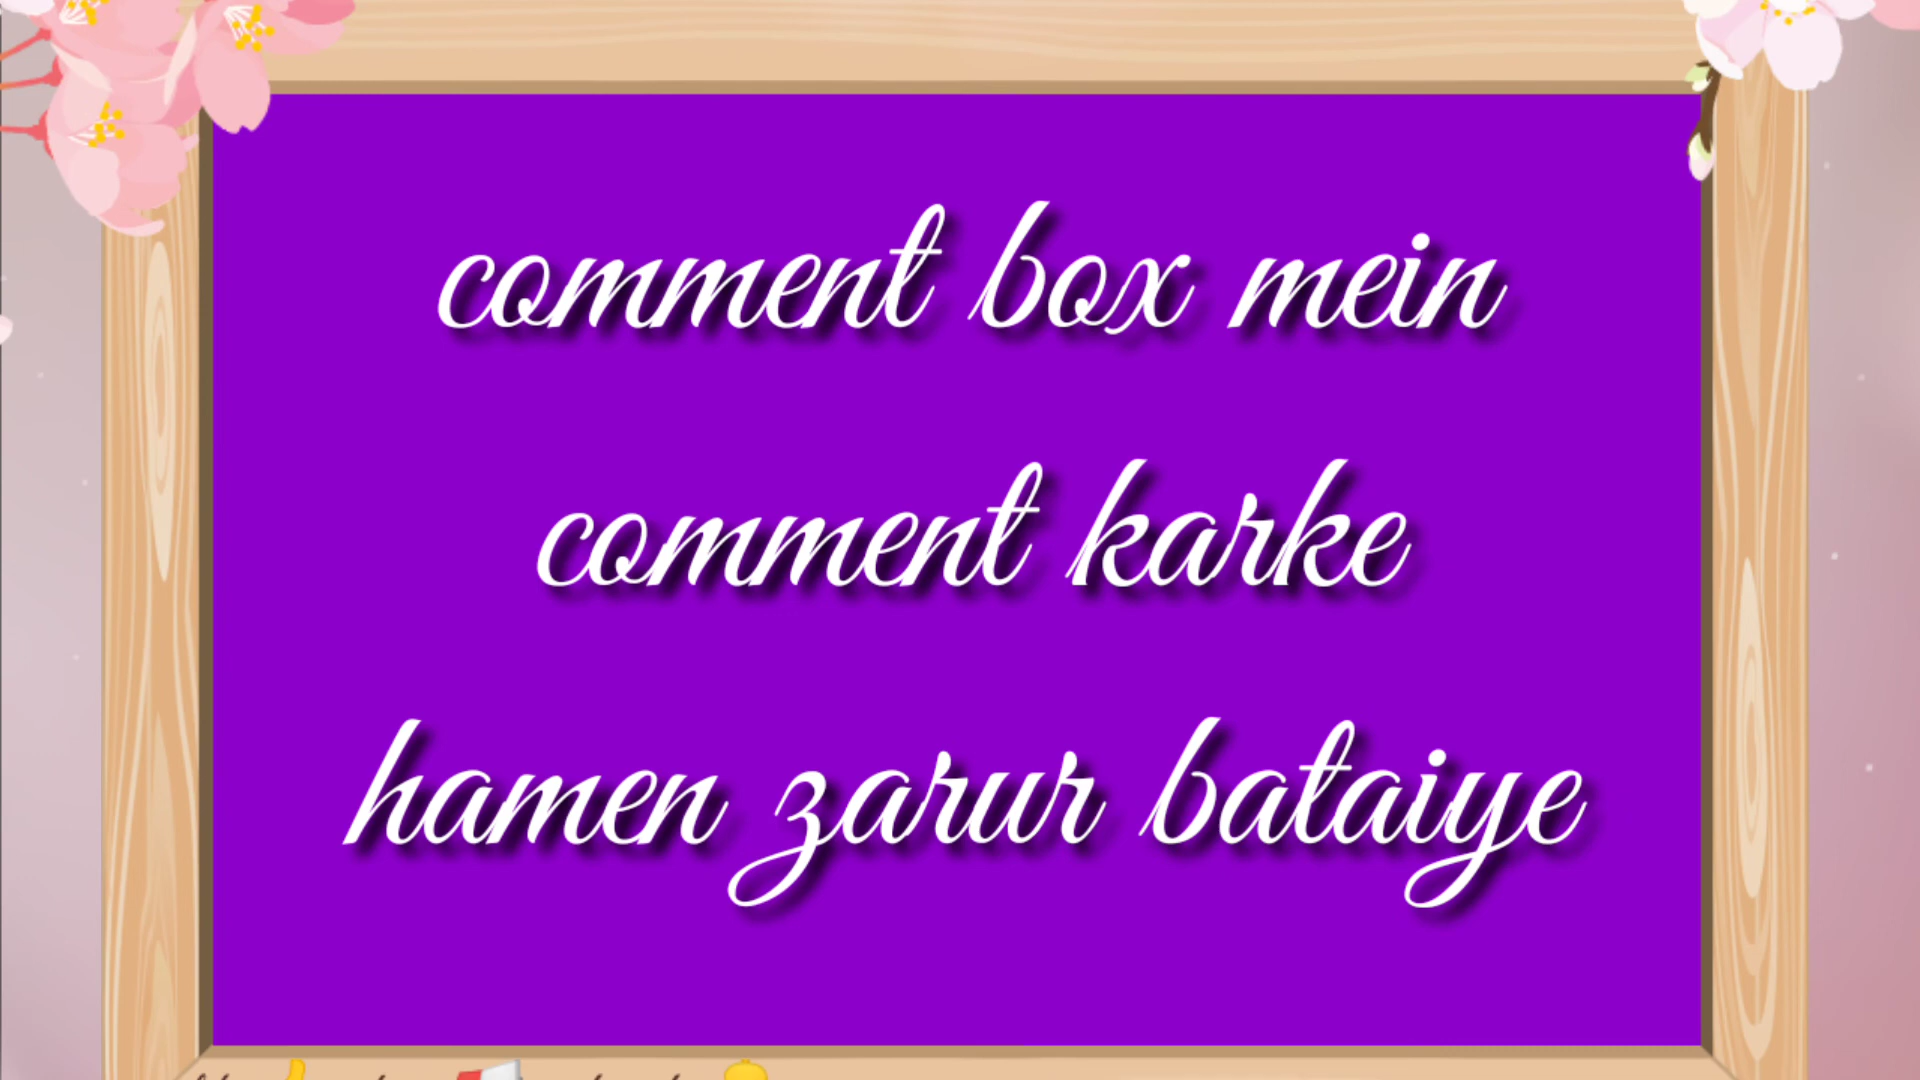 comment box mein
comment karke
hamen zarur bataiye